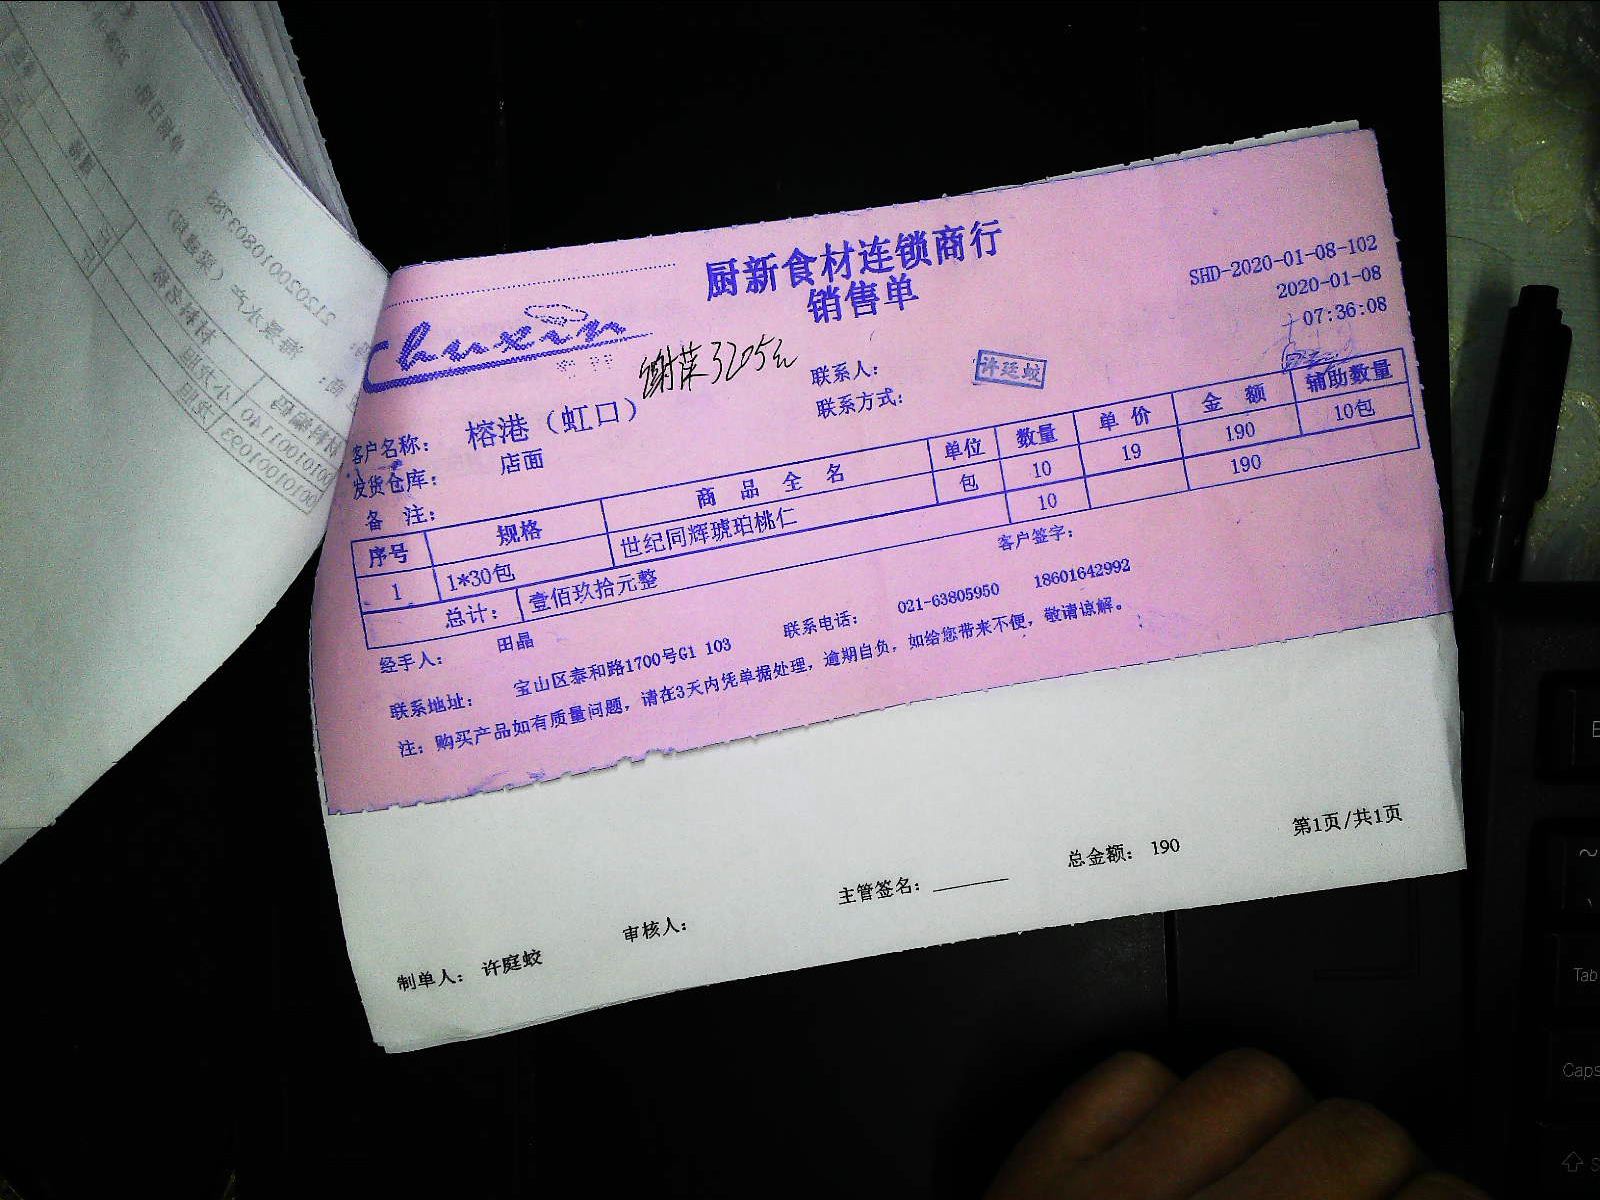 厨新食材连锁商行
销售单
SHD-2020-01-08-102
2020-01-08
07:36:08
Chuxin
3205元
联系人：
许廷蛟
联系方式：
客户名称： 榕港（虹口）
发货仓库： 店面
备 注：
序号 规格 商 品 全 名 单位 数量 单 价 金 额 辅助数量
1 1*30包 世纪同辉琥珀桃仁 包 10 19 190 10包
总计： 壹佰玖拾元整 10 190
客户签字：
经手人： 田晶
联系电话： 021-63805950 18601642992
联系地址： 宝山区泰和路1700号G1 103
注：购买产品如有质量问题，请在3天内凭单据处理，逾期自负，如给您带来不便，敬请谅解。
第1页/共1页
总金额： 190
主管签名：
审核人：
制单人： 许庭蛟
Tab
Caps